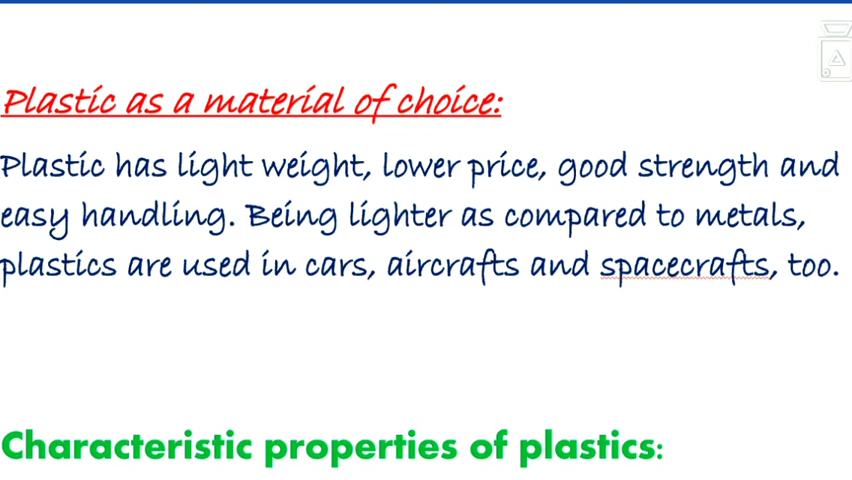 Plastic as a material of choice:
Plastic has light weight, lower price, good strength and
easy handling. Being lighter as compared to metals,
plastics are used in cars, aircrafts and spacecrafts, too.
Characteristic properties of plastics: